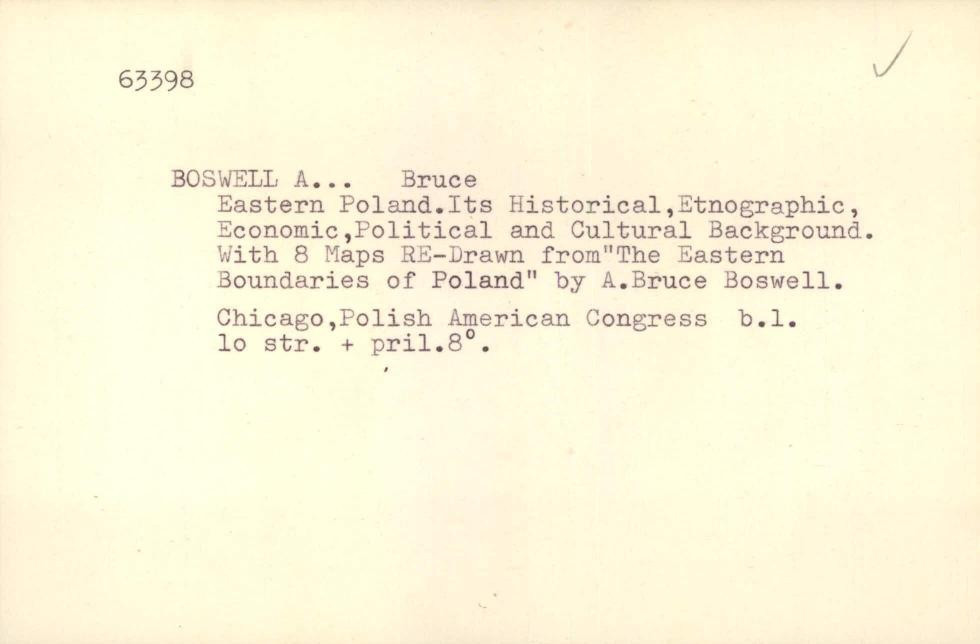 63398
BOSWELL A... Bruce
Eastern Poland.Its Historical,Etnographic,
Economic,Political and Cultural Background.
With 8 Maps RE-Drawn from"The Eastern
Boundaries of Poland" by A.Bruce Boswell.
Chicago,Polish American Congress b.l.
lo str. + pril.8°.